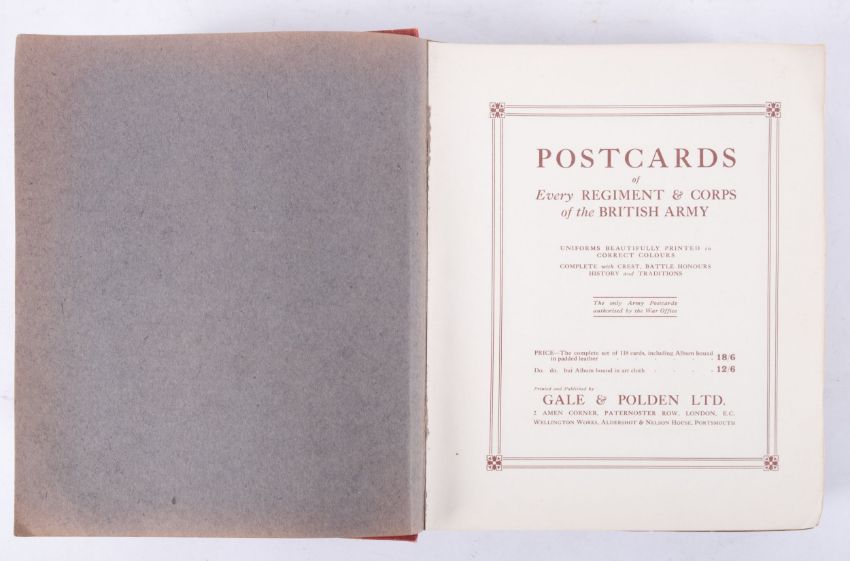 POSTCARDS
of
Every REGIMENT & CORPS
of the BRITISH ARMY
UNIFORMS BEAUTIFULLY PRINTED in
CORRECT COLOURS
COMPLETE with CREST, BATTLE HONOURS
HISTORY and TRADITIONS
The only Army Postcards
authorised by the War Office
PRICE—The complete set of 118 cards, including Album bound
in padded leather . . . . 18/6
Do. do. but Album bound in art cloth . . . . 12/6
Printed and Published by
GALE & POLDEN LTD.
2 AMEN CORNER, PATERNOSTER ROW, LONDON, E.C.
WELLINGTON WORKS, ALDERSHOT & NELSON HOUSE, PORTSMOUTH